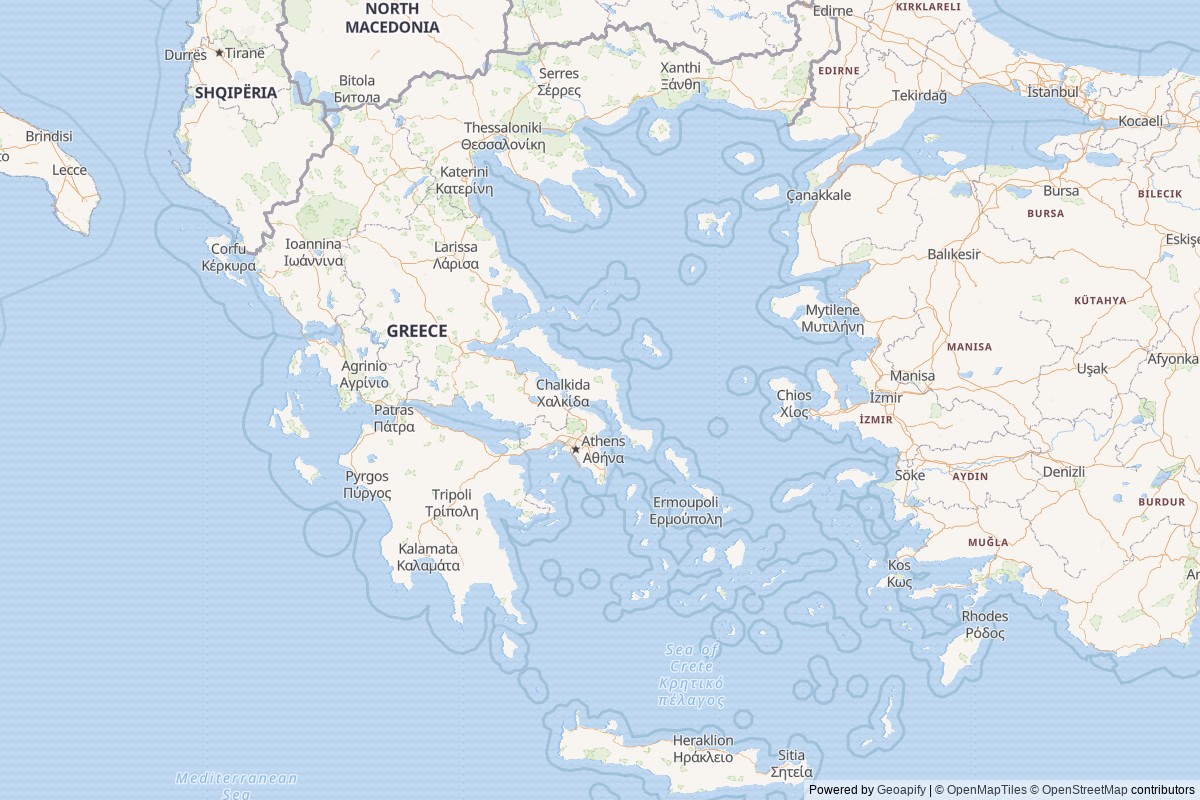 NORTH
MACEDONIA
Edirne
KIRKLARELI
Durrës
Tiranë
Serres
Σέρρες
Xanthi
Ξάνθη
EDIRNE
Bitola
Битола
SHQIPËRIA
Tekirdağ
İstanbul
Kocaeli
Brindisi
to
Lecce
Thessaloniki
Θεσσαλονίκη
Katerini
Κατερίνη
Çanakkale
Bursa
BILECIK
BURSA
Corfu
Κέρκυρα
Ioannina
Ιωάννινα
Larissa
Λάρισα
Balıkesir
Eskişe
KÜTAHYA
Mytilene
Μυτιλήνη
GREECE
MANISA
Afyonka
Uşak
Agrinio
Αγρίνιο
Chalkida
Χαλκίδα
Manisa
Chios
Χίος
İzmir
İZMIR
Patras
Πάτρα
Athens
Αθήνα
Pyrgos
Πύργος
Tripoli
Τρίπολη
Ermoupoli
Ερμούπολη
Söke
AYDIN
Denizli
BURDUR
Kalamata
Καλαμάτα
MUĞLA
Kos
Κως
An
Rhodes
Ρόδος
Sea of
Crete
Κρητικό
πέλαγος
Heraklion
Ηράκλειο
Sitia
Σητεία
Mediterranean
Sea
Powered by Geoapify | © OpenMapTiles © OpenStreetMap contributors